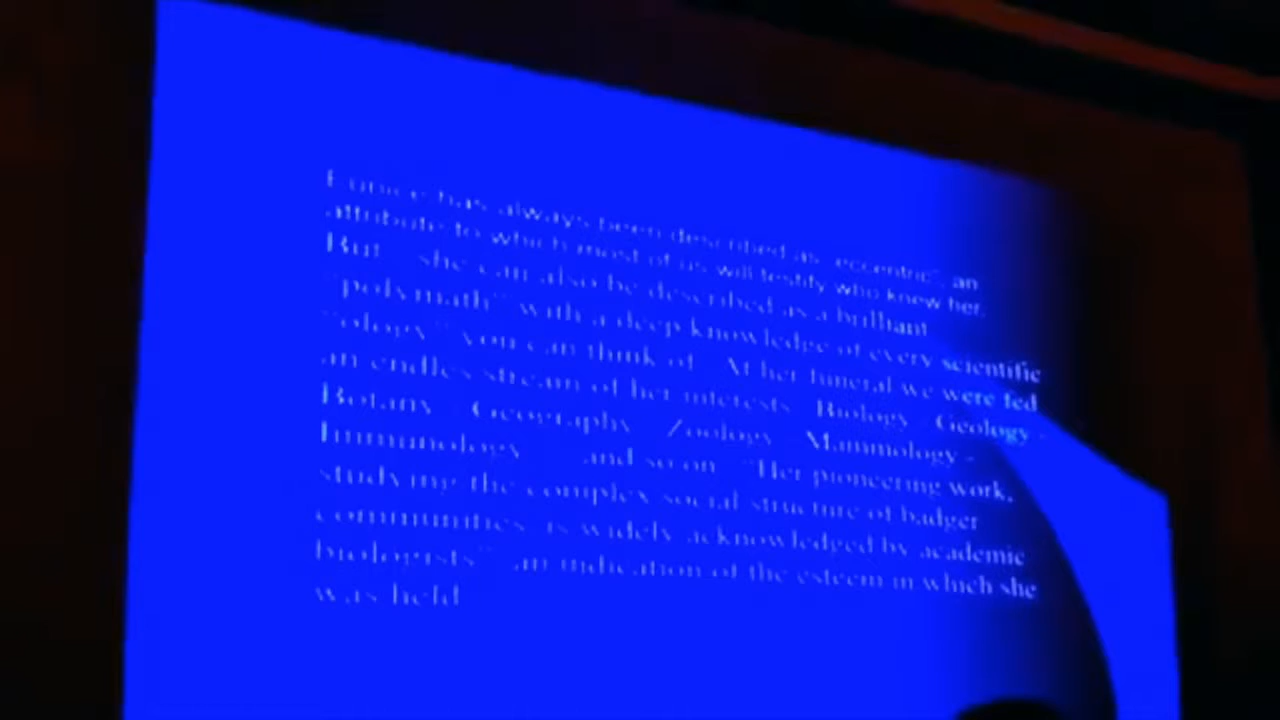 Eunice has always been described as "eccentric", an
attribute to which most of us will testify who knew her.
But she can also be described as a brilliant
"polymath" with a deep knowledge of every scientific
"ology" you can think of. At her funeral we were fed
an endles stream of her interests Biology - Geology -
Botany - Geography - Zoology - Mammology -
Immunology and so on "Her pioneering work,
studying the complex social structure of badger
communities, is widely acknowledged by academic
biologists" an indication of the esteem in which she
was held